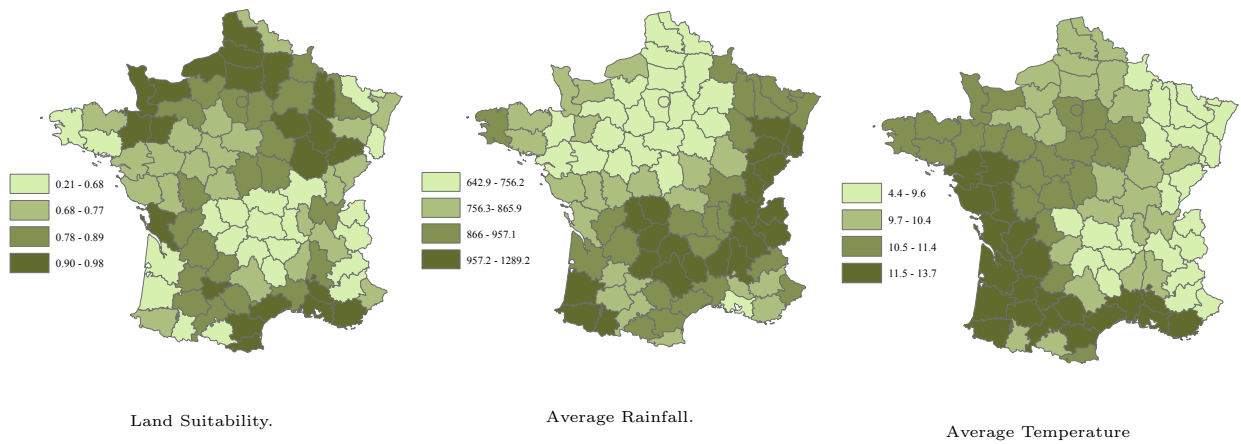 0.21 - 0.68
0.68 - 0.77
0.78 - 0.89
0.90 - 0.98
Land Suitability.
642.9 - 756.2
756.3- 865.9
866 - 957.1
957.2 - 1289.2
Average Rainfall.
4.4 - 9.6
9.7 - 10.4
10.5 - 11.4
11.5 - 13.7
Average Temperature